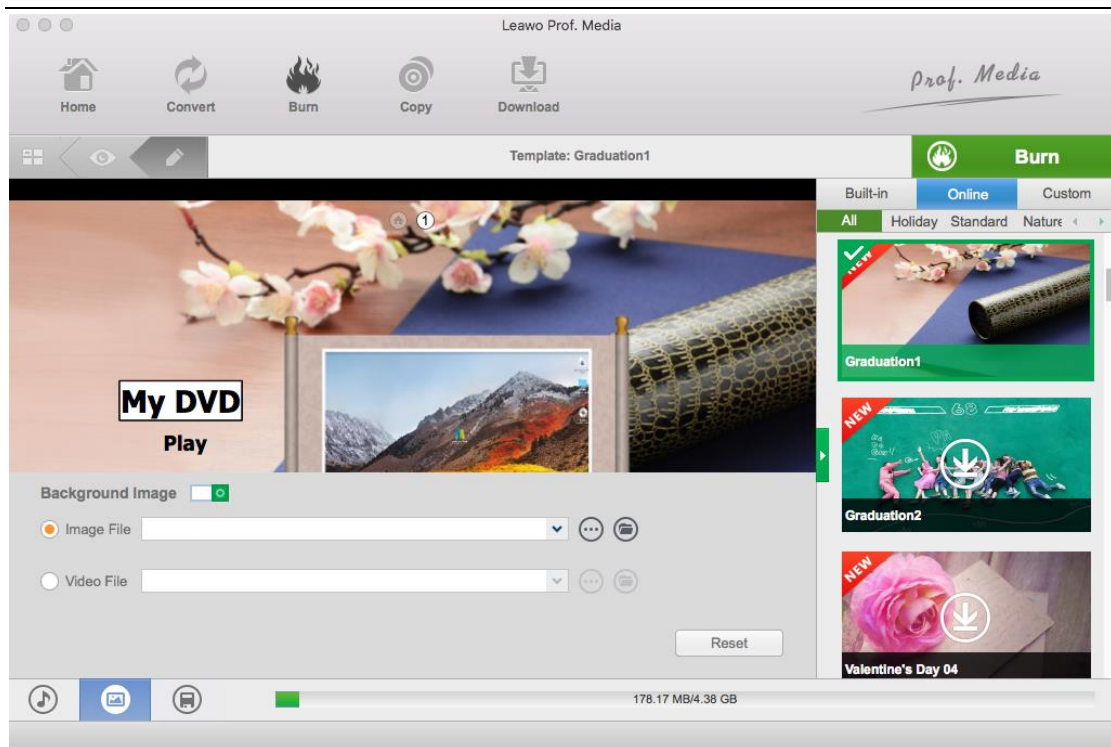 Leawo Prof. Media
Home Convert Burn Copy Download
Prof. Media
Template: Graduation1
Burn
Built-in Online Custom
All Holiday Standard Nature
1
NEW
Graduation1
My DVD
Play
NEW
68
Graduation2
Background Image
Image File
Video File
NEW
Reset
Valentine's Day 04
178.17 MB/4.38 GB